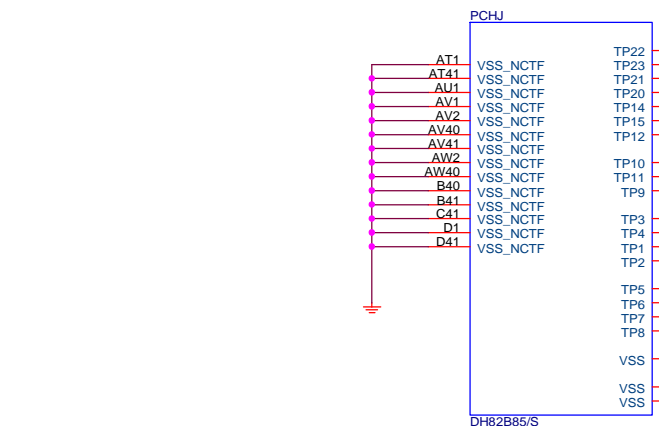 PCHJ
TP22
AT1 VSS_NCTF TP23
AT41 VSS_NCTF TP21
AU1 VSS_NCTF TP20
AV1 VSS_NCTF TP14
AV2 VSS_NCTF TP15
AV40 VSS_NCTF TP12
AV41 VSS_NCTF
AW2 VSS_NCTF TP10
AW40 VSS_NCTF TP11
B40 VSS_NCTF TP9
B41 VSS_NCTF
C41 VSS_NCTF TP3
D1 VSS_NCTF TP4
D41 VSS_NCTF TP1
TP2
TP5
TP6
TP7
TP8
VSS
VSS
VSS
DH82B85/S